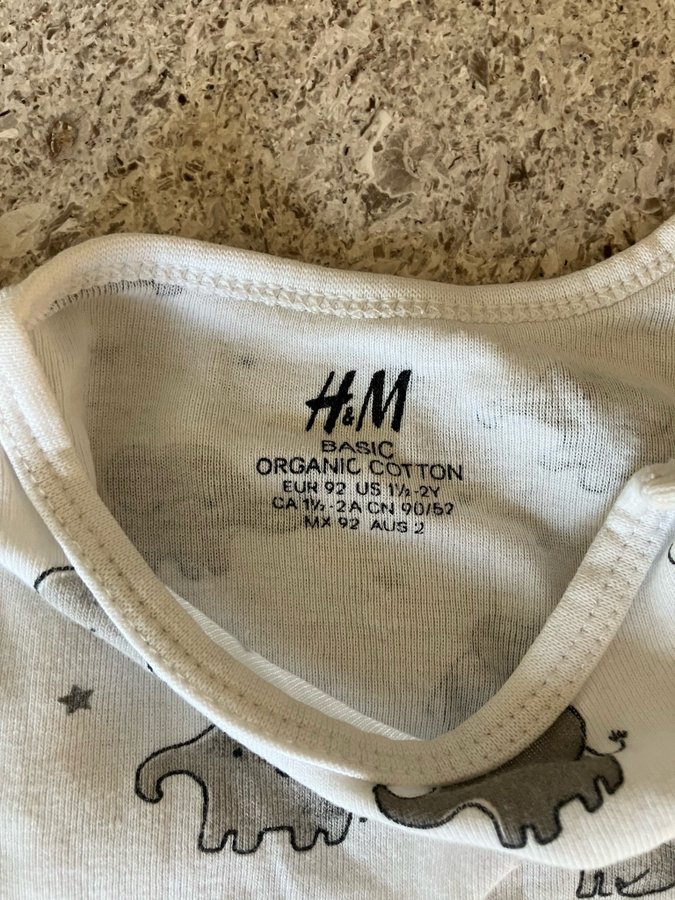 H&M
BASIC
ORGANIC COTTON
EUR 92 US 1½-2Y
CA 1½-2A CN 90/52
MX 92 AUS 2